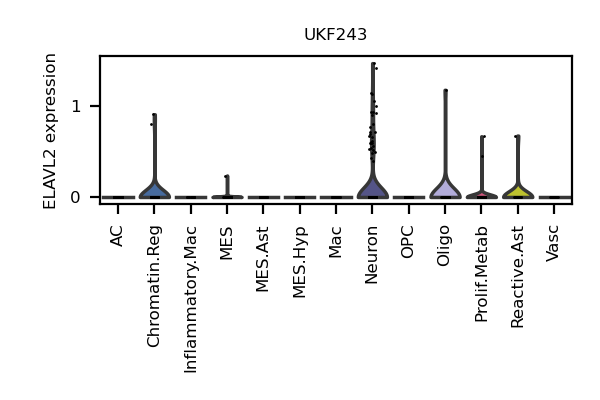 UKF243
ELAVL2 expression
1
0
AC
Chromatin.Reg
Inflammatory.Mac
MES
MES.Ast
MES.Hyp
Mac
Neuron
OPC
Oligo
Prolif.Metab
Reactive.Ast
Vasc